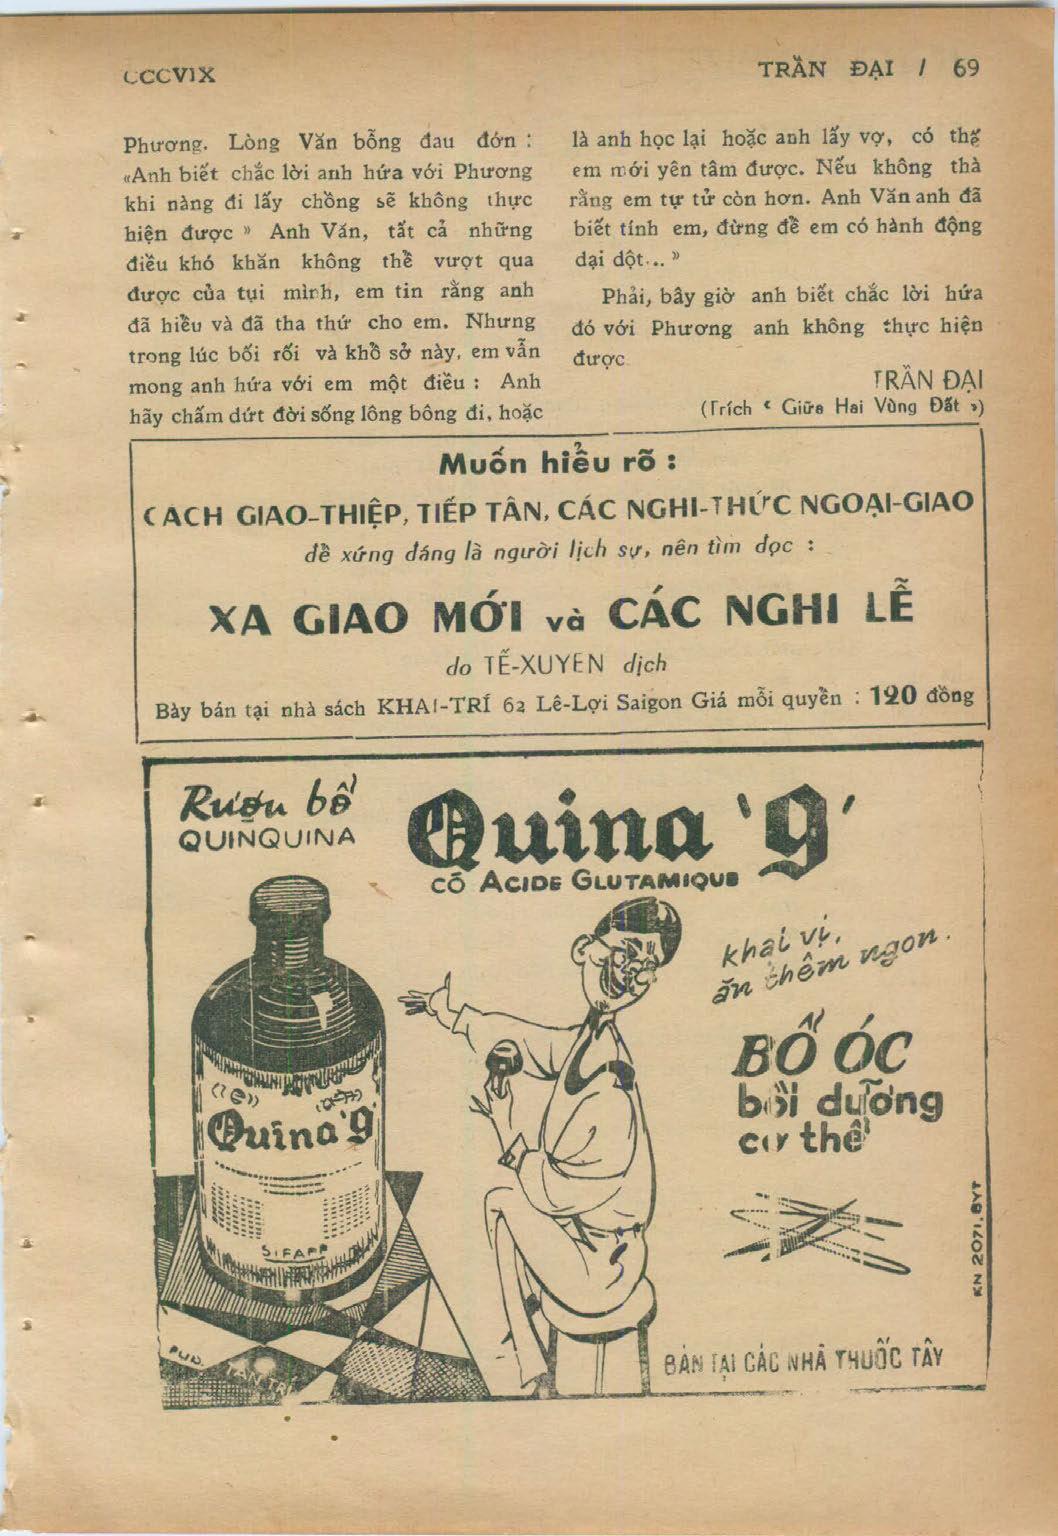 CCCVIX
TRẦN ĐẠI / 69
Phương. Lòng Văn bỗng đau đớn :
«Anh biết chắc lời anh hứa với Phương
khi nàng đi lấy chồng sẽ không thực
hiện được » Anh Văn, tất cả những
điều khó khăn không thể vượt qua
được của tụi mình, em tin rằng anh
đã hiểu và đã tha thứ cho em. Nhưng
trong lúc bối rối và khổ sở này, em vẫn
mong anh hứa với em một điều : Anh
hãy chấm dứt đời sống lông bông đi, hoặc
là anh học lại hoặc anh lấy vợ, có thể
em mới yên tâm được. Nếu không thà
rằng em tự tử còn hơn. Anh Văn anh đã
biết tính em, đừng để em có hành động
dại dột... »
Phải, bây giờ anh biết chắc lời hứa
đó với Phương anh không thực hiện
được
TRẦN ĐẠI
(Trích « Giữa Hai Vùng Đất »)
Muốn hiểu rõ :
CACH GIAO-THIỆP, TIẾP TÂN, CÁC NGHI-THỨC NGOẠI-GIAO
để xứng đáng là người lịch sự, nên tìm đọc :
XA GIAO MỚI và CÁC NGHI LỄ
do TẾ-XUYEN dịch
Bày bán tại nhà sách KHAI-TRÍ 62 Lê-Lợi Saigon Giá mỗi quyển : 120 đồng
Rượu bổ
QUINQUINA
Quina 'g'
CÓ ACIDE GLUTAMIQUE
khai vị,
ăn thêm ngon.
BỔ ÓC
bồi dưỡng
cơ thể
Quina 'g'
SIFAPP
KN 2071.BYT
PUB.
TÂN TRÍ
BÁN TẠI CÁC NHÀ THUỐC TÂY